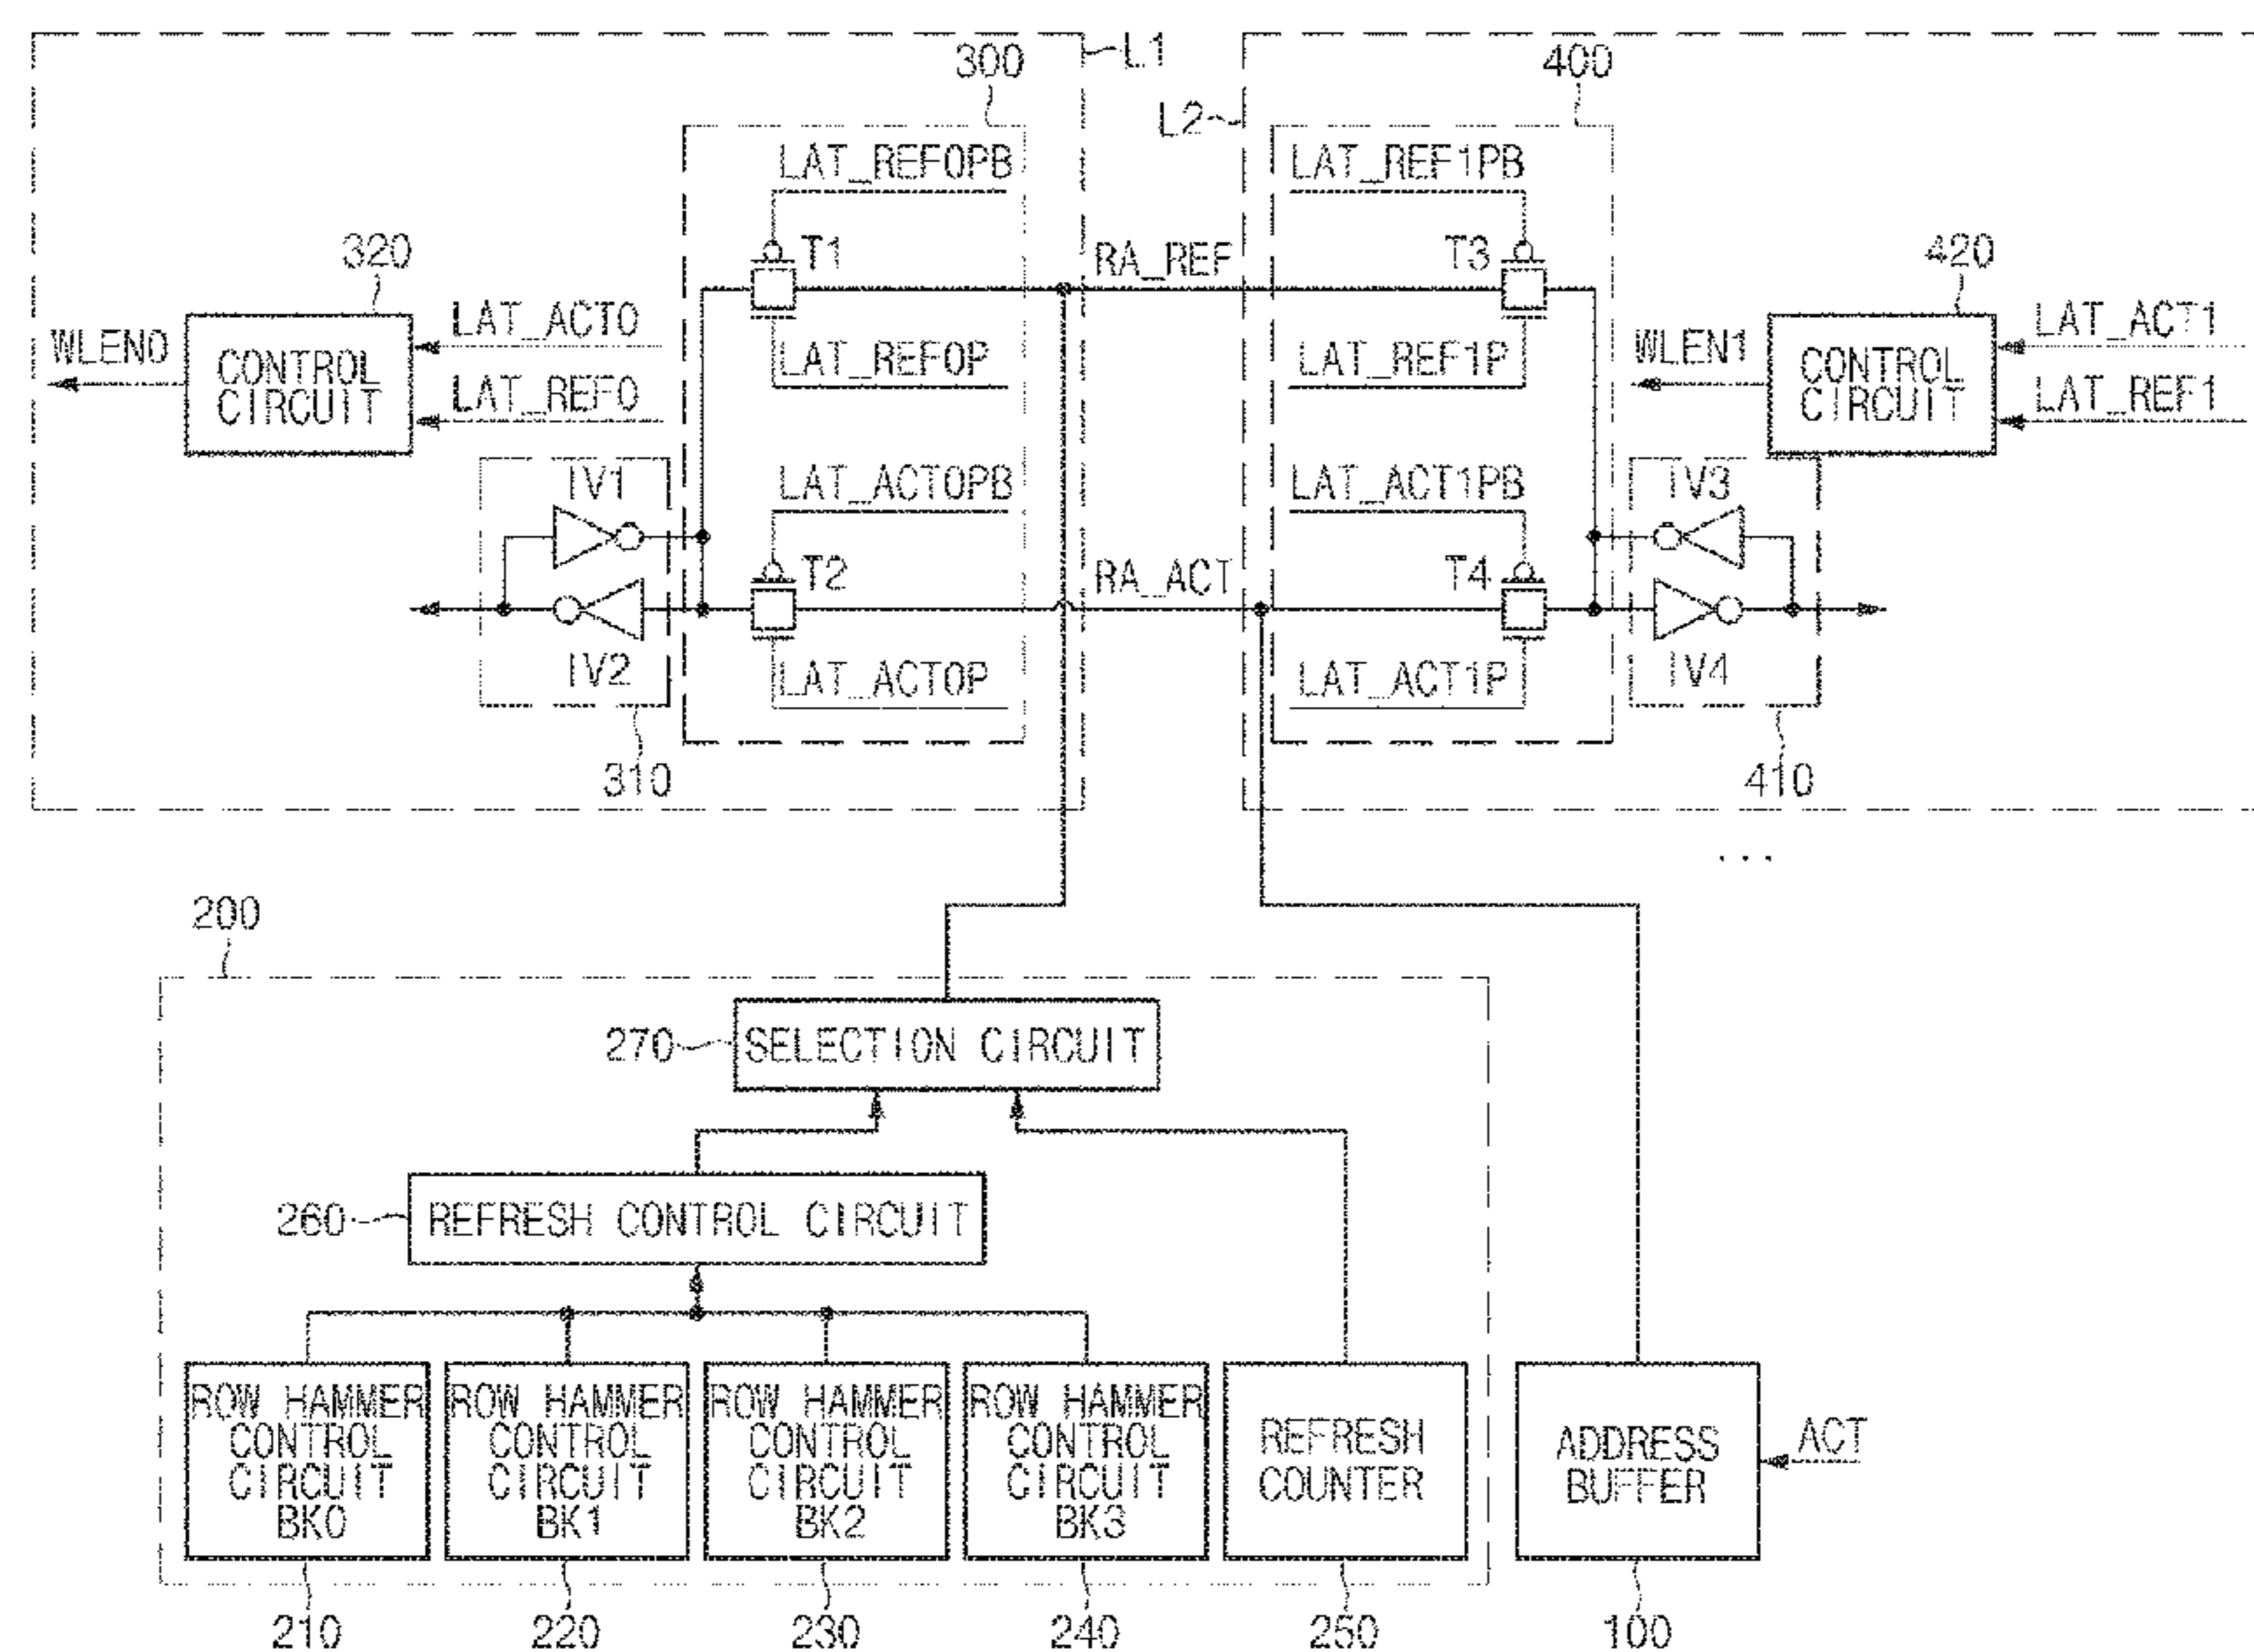 L1
300
400
L2
LAT_REF0PB
LAT_REF1PB
320
T1
RA_REF
T3
420
WLEN0
CONTROL
CIRCUIT
LAT_ACT0
LAT_REF0
LAT_REF0P
LAT_REF1P
WLEN1
CONTROL
CIRCUIT
LAT_ACT1
LAT_REF1
IV1
LAT_ACT0PB
LAT_ACT1PB
IV3
T2
RA_ACT
T4
IV2
LAT_ACT0P
LAT_ACT1P
IV4
310
410
...
200
270
SELECTION CIRCUIT
260
REFRESH CONTROL CIRCUIT
ROW HAMMER
CONTROL
CIRCUIT
BK0
ROW HAMMER
CONTROL
CIRCUIT
BK1
ROW HAMMER
CONTROL
CIRCUIT
BK2
ROW HAMMER
CONTROL
CIRCUIT
BK3
REFRESH
COUNTER
ADDRESS
BUFFER
ACT
210
220
230
240
250
100